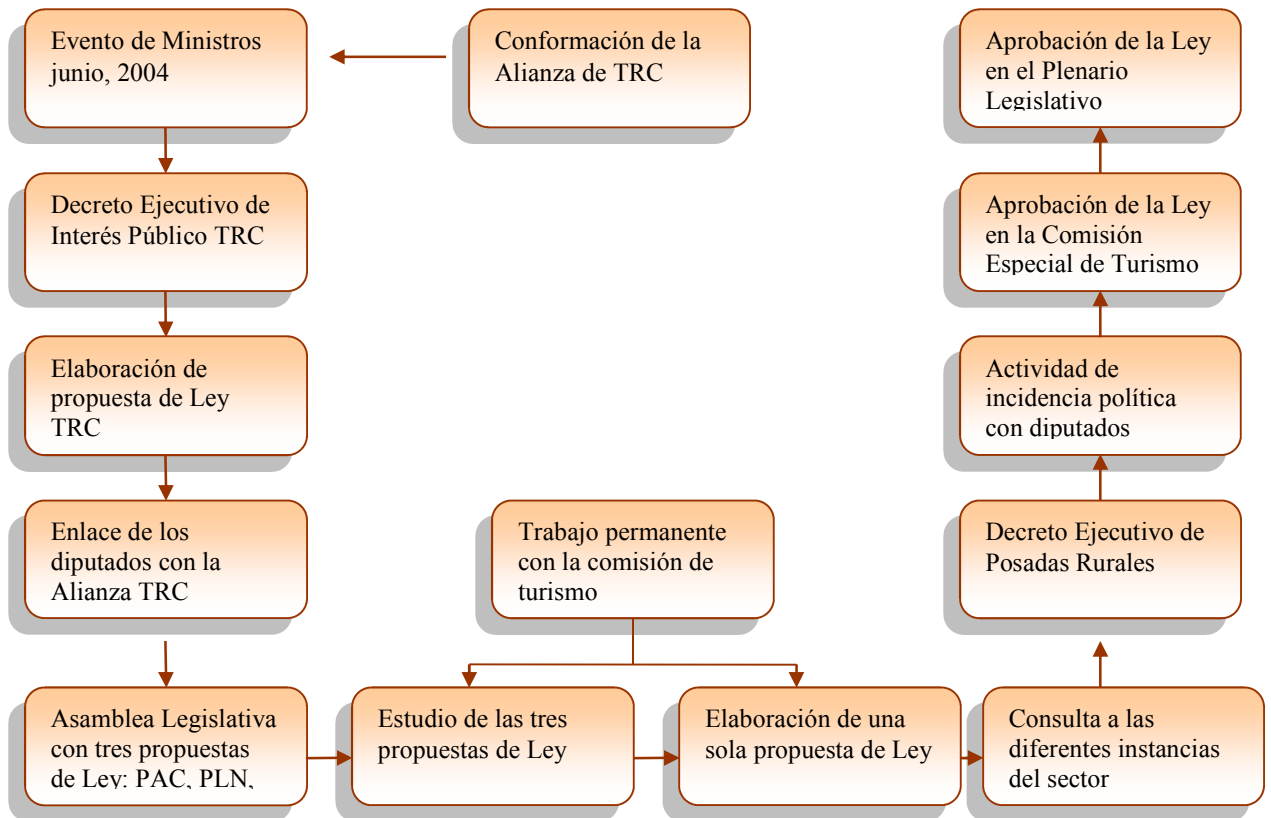 Evento de Ministros
junio, 2004
Conformación de la
Alianza de TRC
Aprobación de la Ley
en el Plenario
Legislativo
Decreto Ejecutivo de
Interés Público TRC
Aprobación de la Ley
en la Comisión
Especial de Turismo
Elaboración de
propuesta de Ley
TRC
Actividad de
incidencia política
con diputados
Enlace de los
diputados con la
Alianza TRC
Trabajo permanente
con la comisión de
turismo
Decreto Ejecutivo de
Posadas Rurales
Asamblea Legislativa
con tres propuestas
de Ley: PAC, PLN,
Estudio de las tres
propuestas de Ley
Elaboración de una
sola propuesta de Ley
Consulta a las
diferentes instancias
del sector